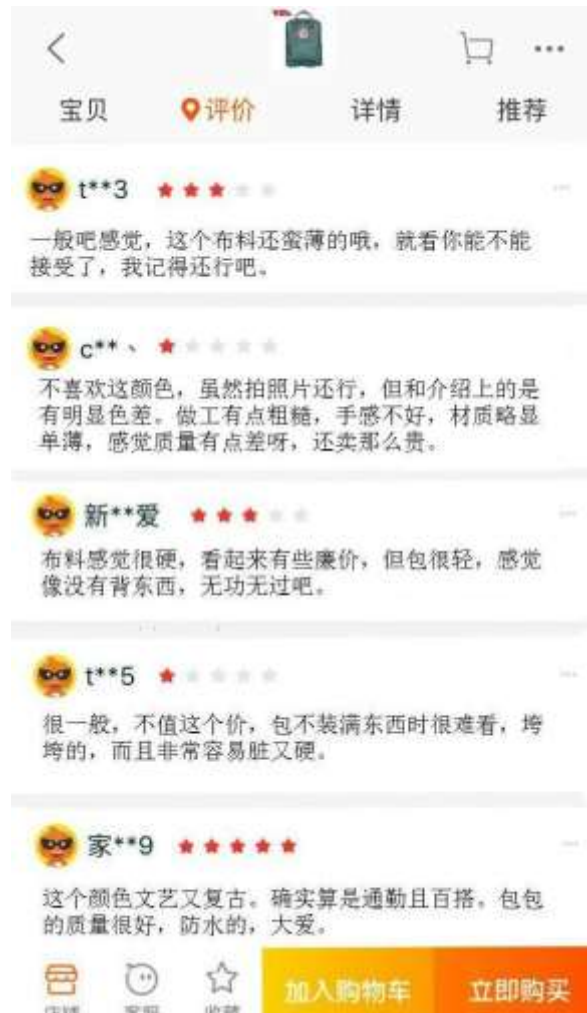 宝贝
评价
详情
推荐
t**3
一般吧感觉，这个布料还蛮薄的哦，就看你能不能
接受了，我记得还行吧。
c**、
不喜欢这颜色，虽然拍照片还行，但和介绍上的是
有明显色差。做工有点粗糙，手感不好，材质略显
单薄，感觉质量有点差呀，还卖那么贵。
新**爱
布料感觉很硬，看起来有些廉价，但包很轻，感觉
像没有背东西，无功无过吧。
t**5
很一般，不值这个价，包不装满东西时很难看，垮
垮的，而且非常容易脏又硬。
家**9
这个颜色文艺又复古。确实算是通勤且百搭。包包
的质量很好，防水的，大爱。
加入购物车
立即购买